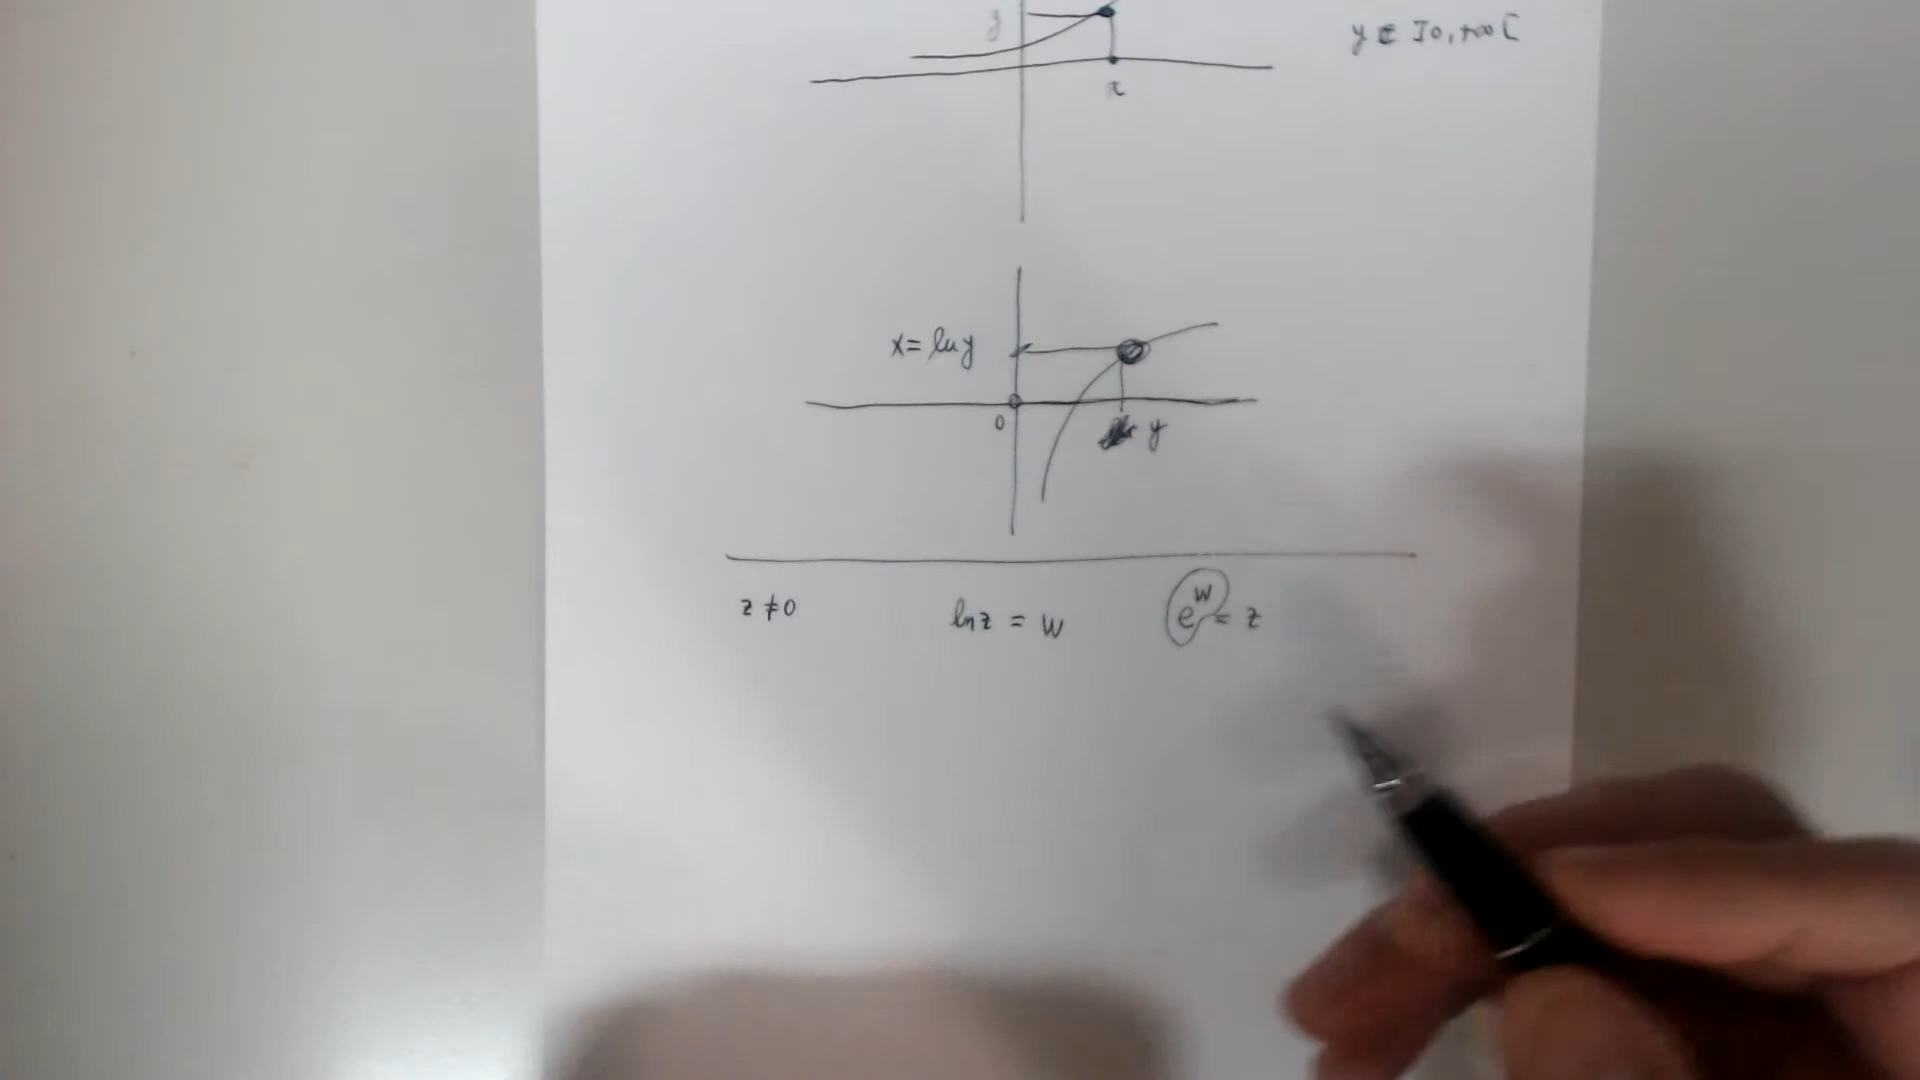 y
y ∈ ]0,+∞[
x
x = ln y
0
y
z ≠ 0 ln z = w e^w = z